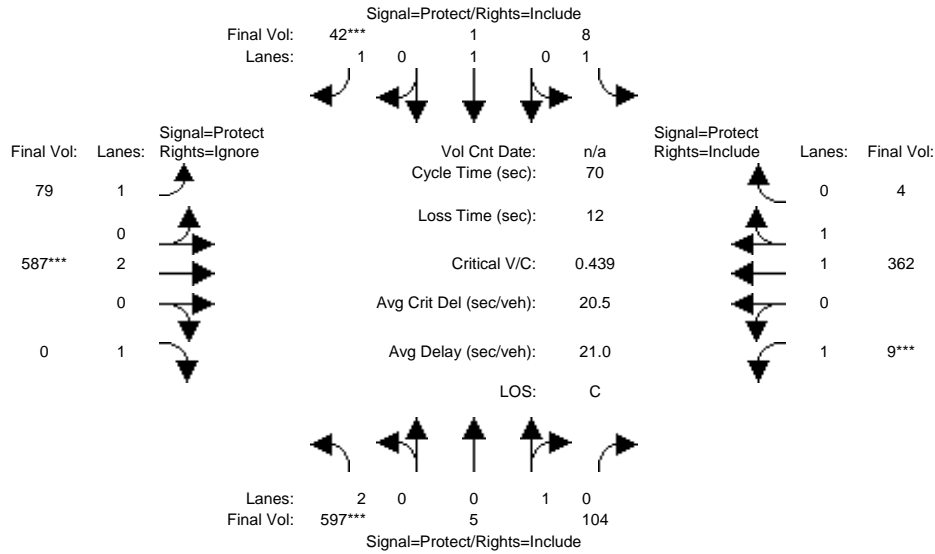 Signal=Protect/Rights=Include
Final Vol: 42*** 1 8
Lanes: 1 0 1 0 1
Signal=Protect Signal=Protect
Final Vol: Lanes: Rights=Ignore Vol Cnt Date: n/a Rights=Include Lanes: Final Vol:
Cycle Time (sec): 70
79 1 0 4
Loss Time (sec): 12
0 1
587*** 2 Critical V/C: 0.439 1 362
0 Avg Crit Del (sec/veh): 20.5 0
0 1 Avg Delay (sec/veh): 21.0 1 9***
LOS: C
Lanes: 2 0 0 1 0
Final Vol: 597*** 5 104
Signal=Protect/Rights=Include